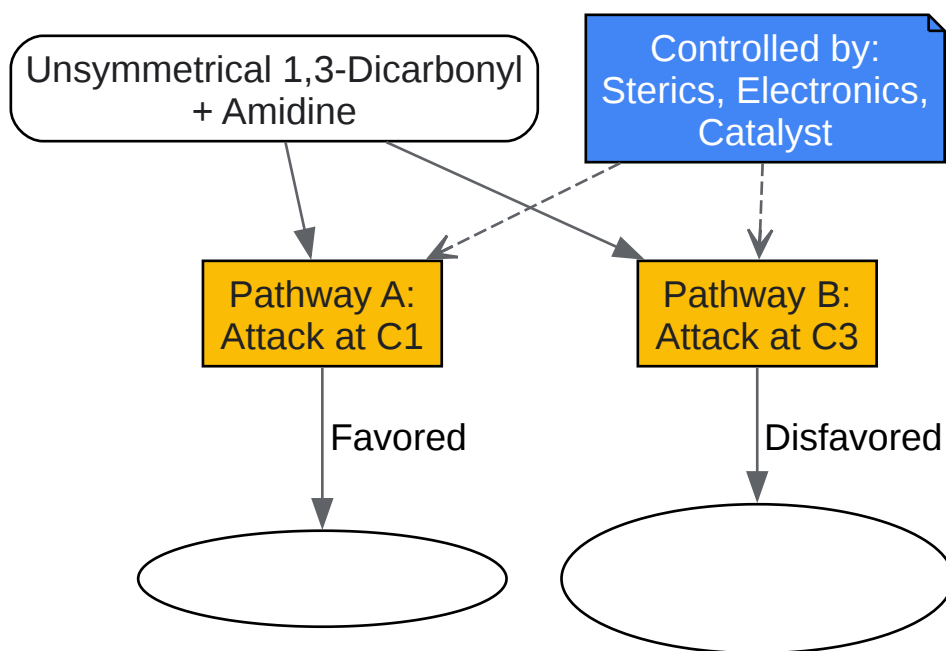 Unsymmetrical 1,3-Dicarbonyl
+ Amidine
Controlled by:
Sterics, Electronics,
Catalyst
Pathway A:
Attack at C1
Pathway B:
Attack at C3
Favored
Disfavored